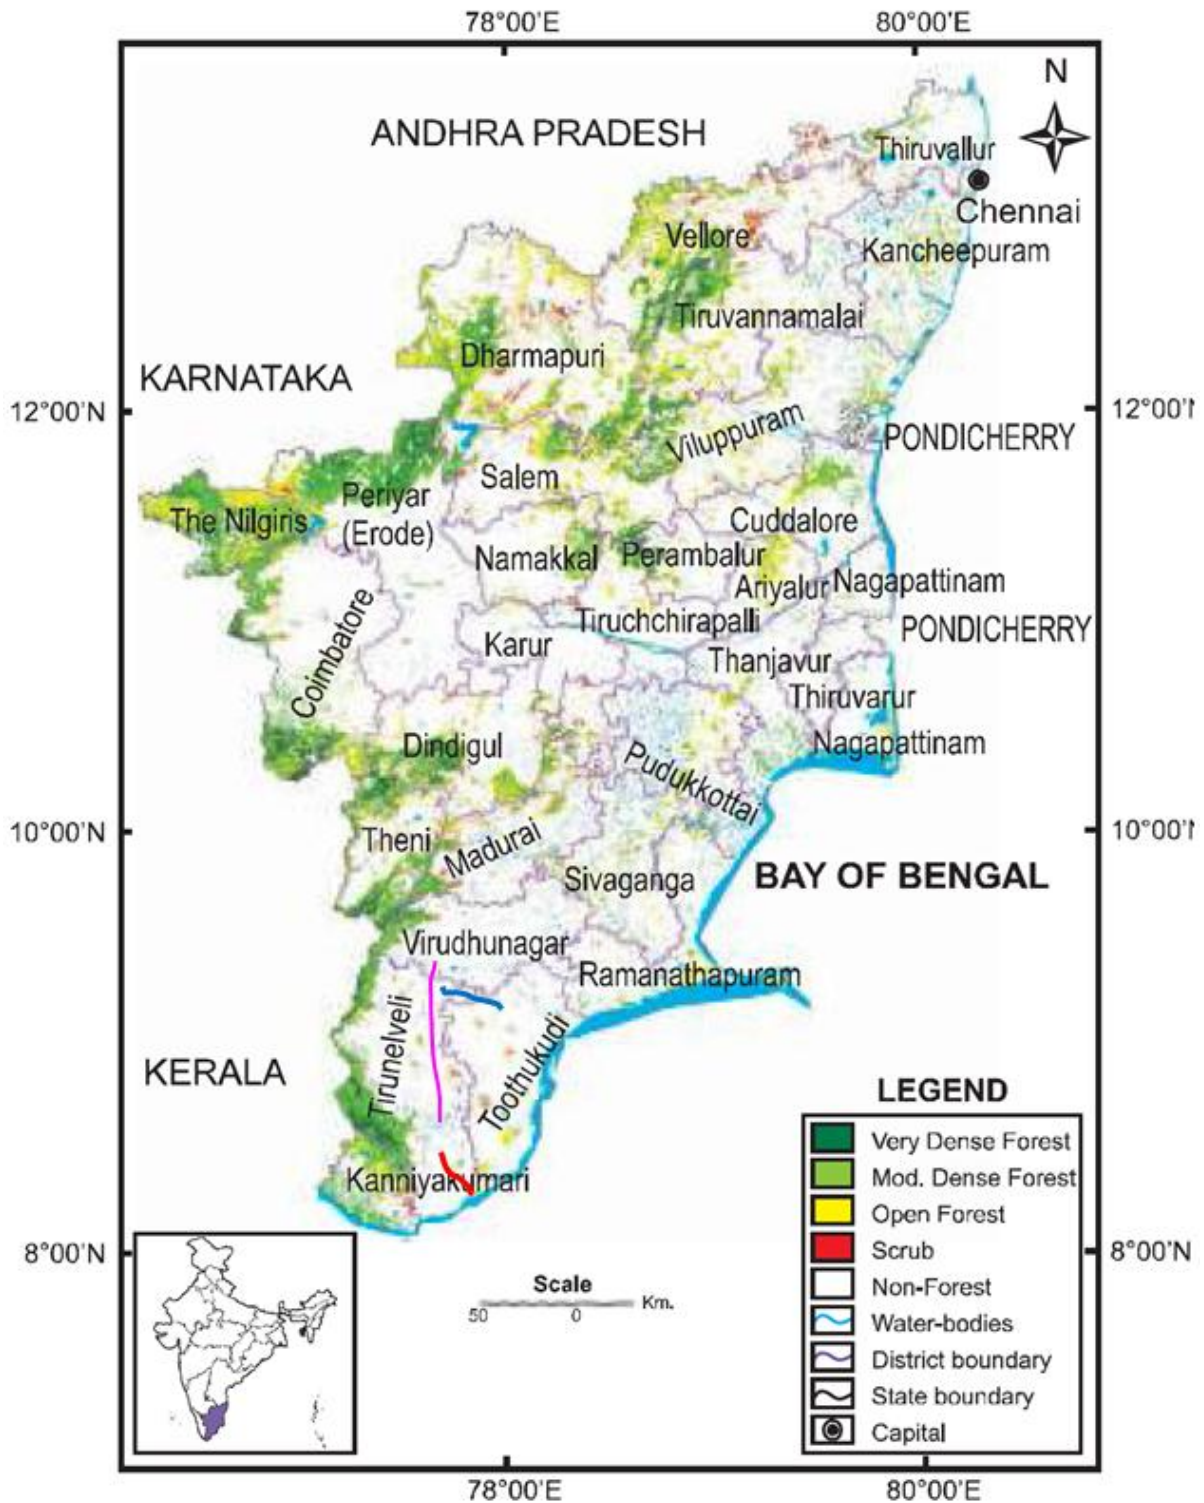 78°00'E
80°00'E
N
ANDHRA PRADESH
Thiruvallur
Chennai
Vellore
Kancheepuram
Tiruvannamalai
Dharmapuri
KARNATAKA
12°00'N
12°00'N
Viluppuram
PONDICHERRY
Salem
Periyar
(Erode)
The Nilgiris
Cuddalore
Namakkal
Perambalur
Ariyalur
Nagapattinam
Tiruchchirapalli
PONDICHERRY
Karur
Coimbatore
Thanjavur
Thiruvarur
Dindigul
Nagapattinam
Pudukkottai
10°00'N
10°00'N
Theni
Madurai
Sivaganga
BAY OF BENGAL
Virudhunagar
Ramanathapuram
Tirunelveli
Toothukudi
KERALA
Kanniyakumari
LEGEND
Very Dense Forest
Mod. Dense Forest
Open Forest
Scrub
Non-Forest
Water-bodies
District boundary
State boundary
Capital
8°00'N
8°00'N
Scale
50 0 Km.
78°00'E
80°00'E